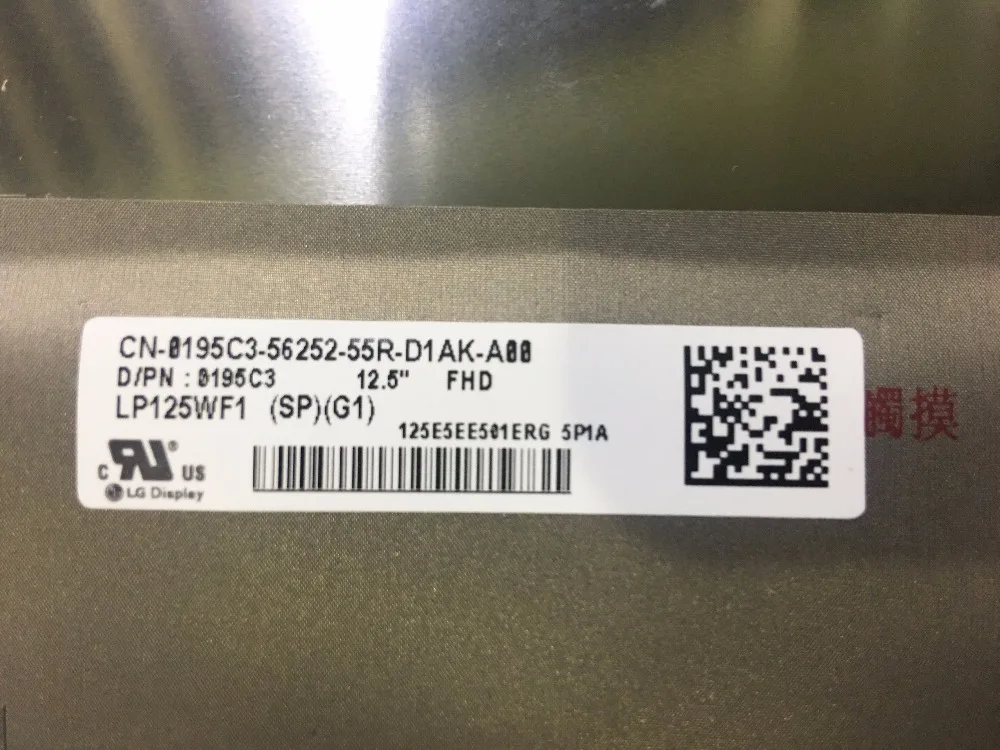 CN-0195C3-56252-55R-D1AK-A00
D/PN : 0195C3 12.5" FHD
LP125WF1 (SP)(G1)
125E5EE501ERG 5P1A
C RU ® US
LG Display
觸摸